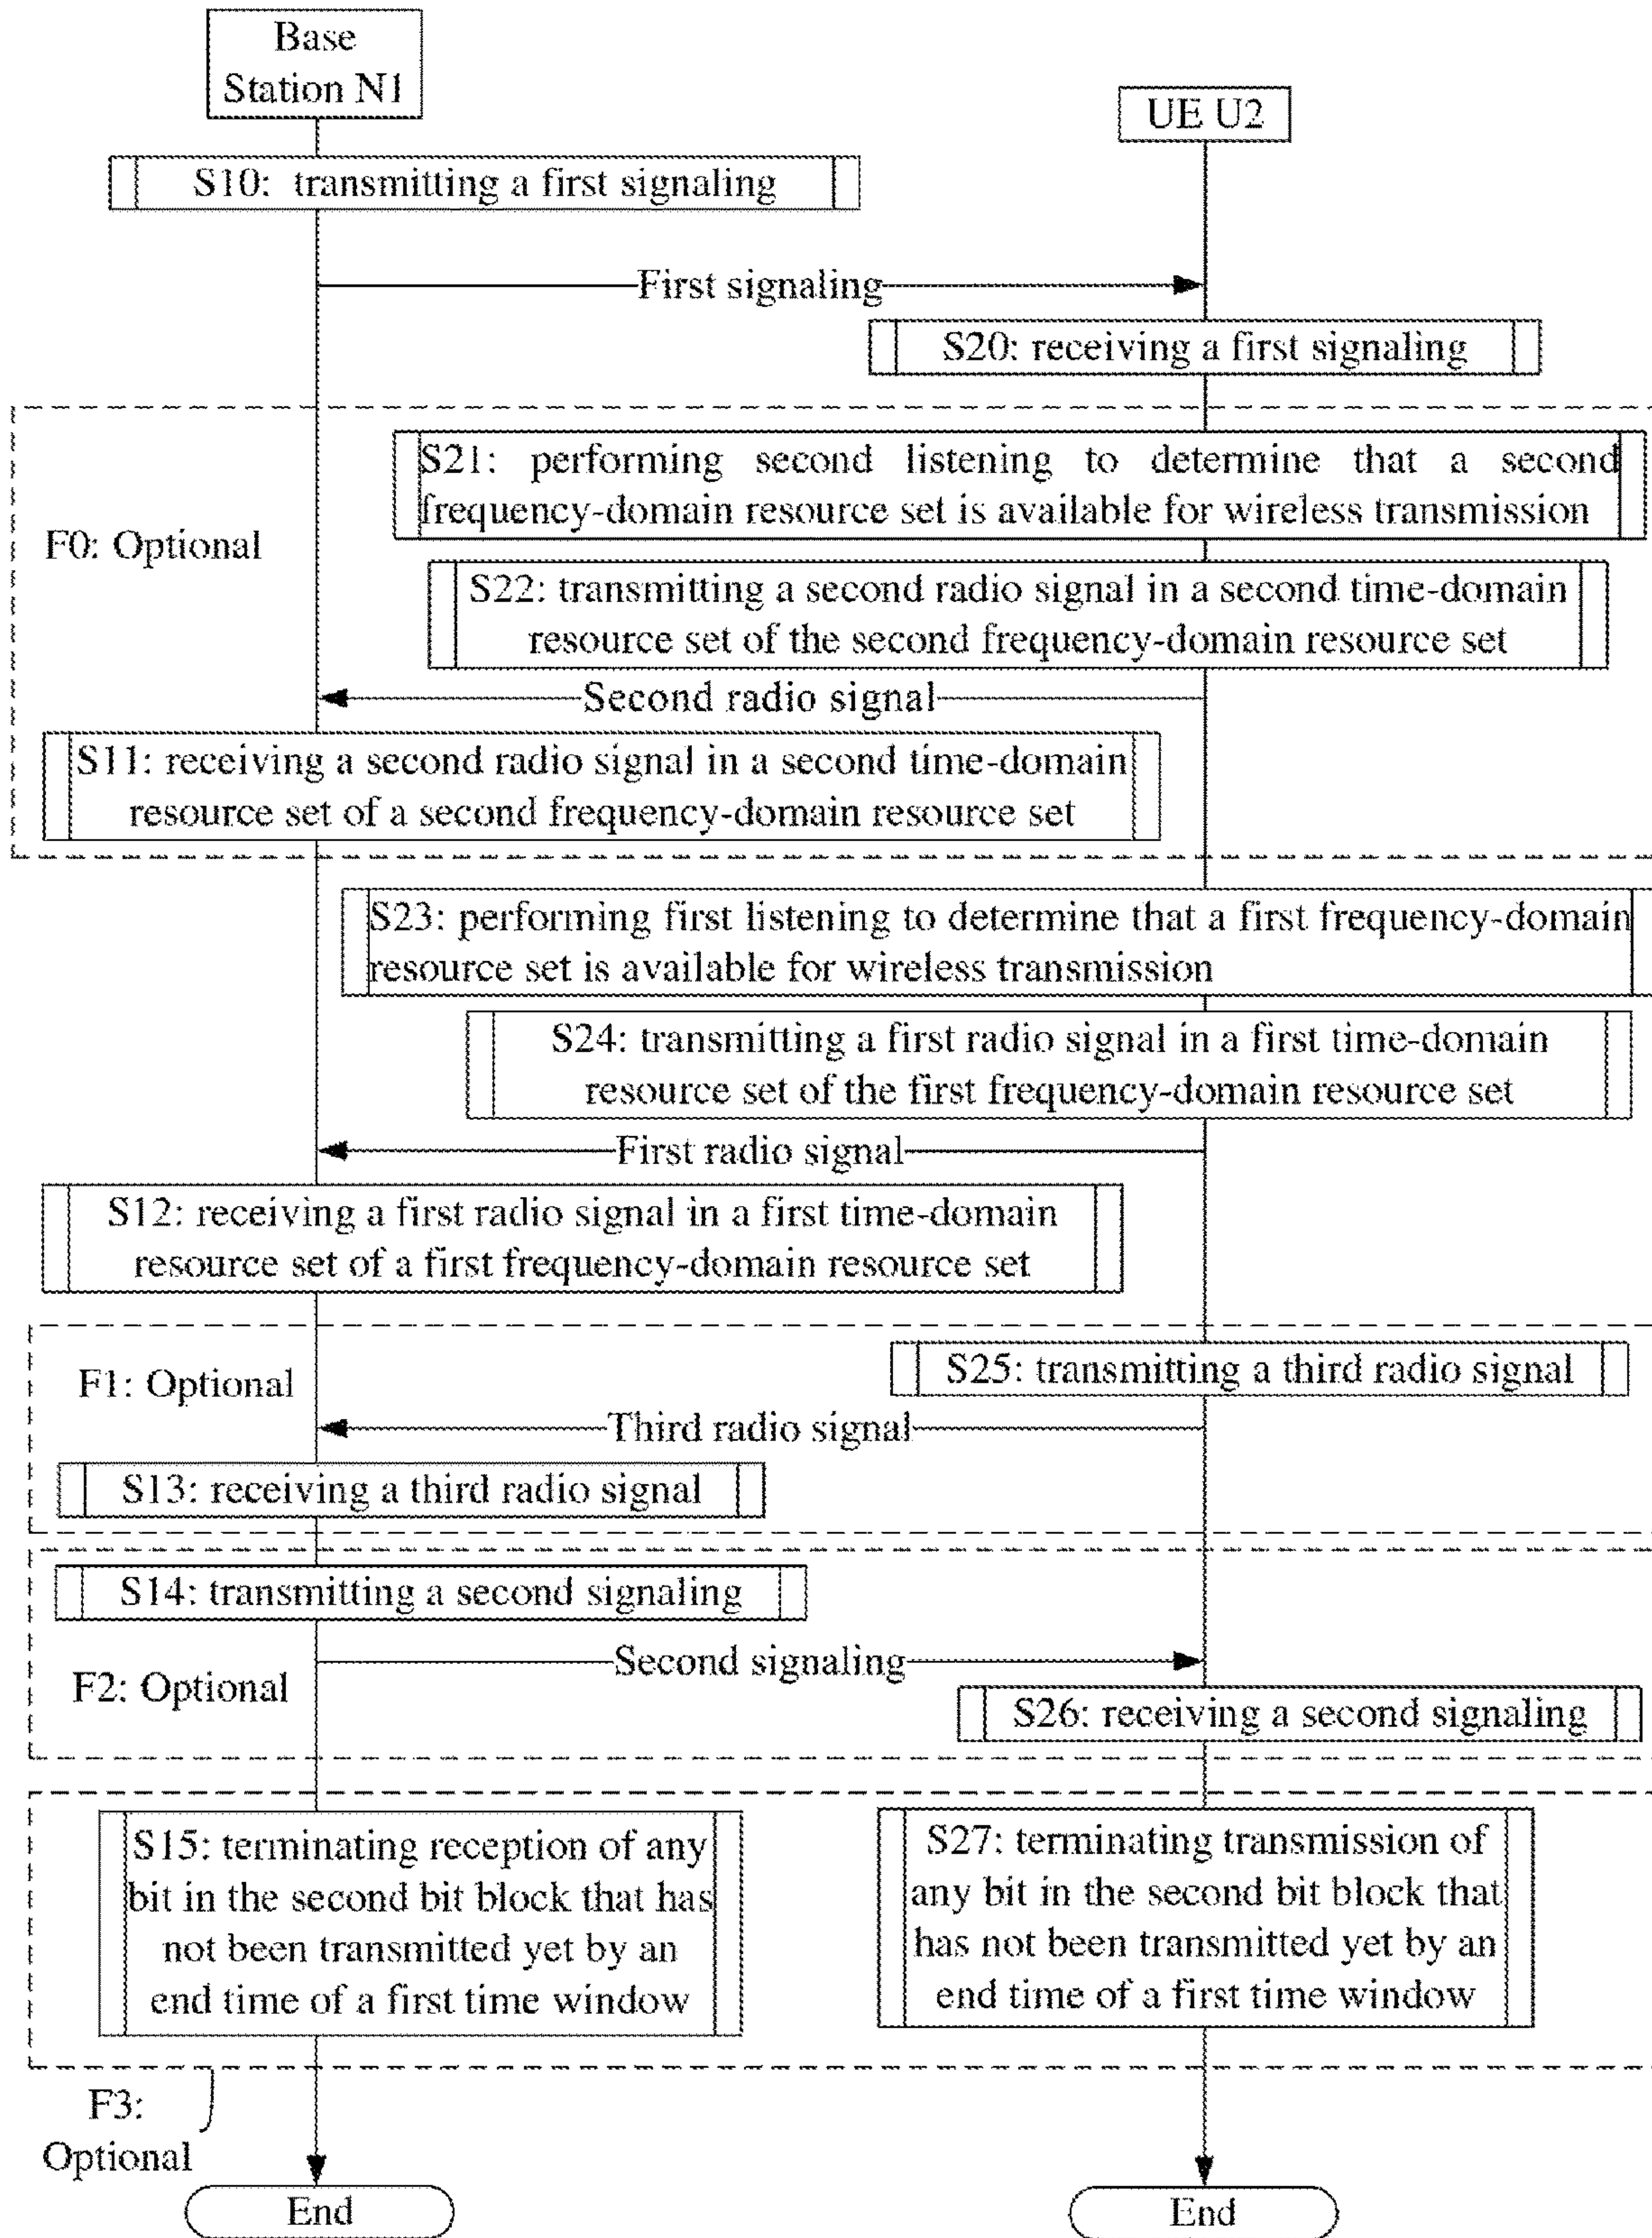 Base
Station N1
UE U2
S10: transmitting a first signaling
First signaling
S20: receiving a first signaling
S21: performing second listening to determine that a second
frequency-domain resource set is available for wireless transmission
F0: Optional
S22: transmitting a second radio signal in a second time-domain
resource set of the second frequency-domain resource set
Second radio signal
S11: receiving a second radio signal in a second time-domain
resource set of a second frequency-domain resource set
S23: performing first listening to determine that a first frequency-domain
resource set is available for wireless transmission
S24: transmitting a first radio signal in a first time-domain
resource set of the first frequency-domain resource set
First radio signal
S12: receiving a first radio signal in a first time-domain
resource set of a first frequency-domain resource set
F1: Optional
S25: transmitting a third radio signal
Third radio signal
S13: receiving a third radio signal
S14: transmitting a second signaling
Second signaling
F2: Optional
S26: receiving a second signaling
S15: terminating reception of any
bit in the second bit block that has
not been transmitted yet by an
end time of a first time window
S27: terminating transmission of
any bit in the second bit block that
has not been transmitted yet by an
end time of a first time window
F3:
Optional
End
End